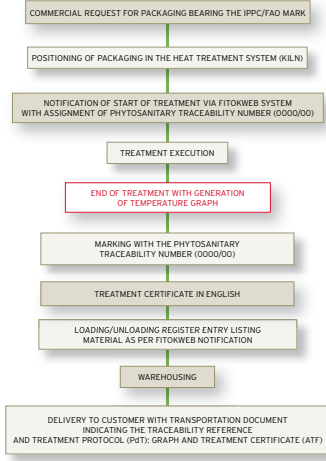 COMMERCIAL REQUEST FOR PACKAGING BEARING THE IPPC/FAO MARK
POSITIONING OF PACKAGING IN THE HEAT TREATMENT SYSTEM (KILN)
NOTIFICATION OF START OF TREATMENT VIA FITOKWEB SYSTEM
WITH ASSIGNMENT OF PHYTOSANITARY TRACEABILITY NUMBER (0000/00)
TREATMENT EXECUTION
END OF TREATMENT WITH GENERATION
OF TEMPERATURE GRAPH
MARKING WITH THE PHYTOSANITARY
TRACEABILITY NUMBER (0000/00)
TREATMENT CERTIFICATE IN ENGLISH
LOADING/UNLOADING REGISTER ENTRY LISTING
MATERIAL AS PER FITOKWEB NOTIFICATION
WAREHOUSING
DELIVERY TO CUSTOMER WITH TRANSPORTATION DOCUMENT
INDICATING THE TRACEABILITY REFERENCE
AND TREATMENT PROTOCOL (PdT): GRAPH AND TREATMENT CERTIFICATE (ATF)